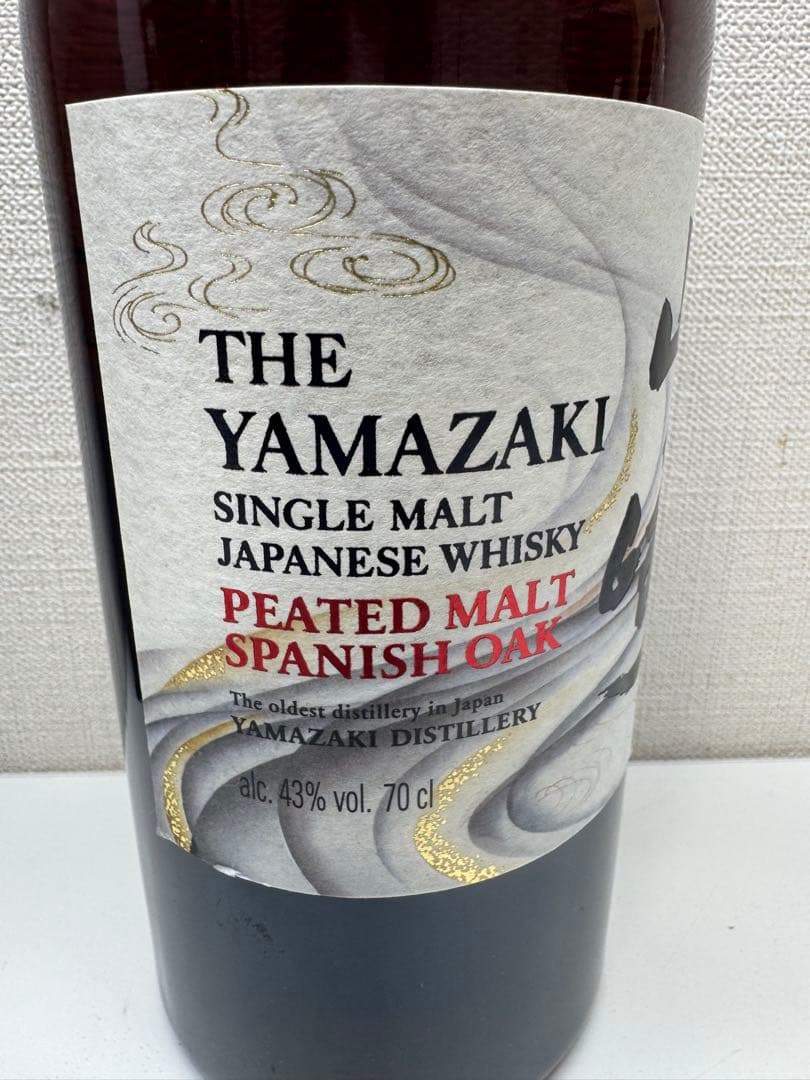 THE
YAMAZAKI
SINGLE MALT
JAPANESE WHISKY
PEATED MALT
SPANISH OAK
The oldest distillery in Japan
YAMAZAKI DISTILLERY
alc. 43% vol. 70 cl